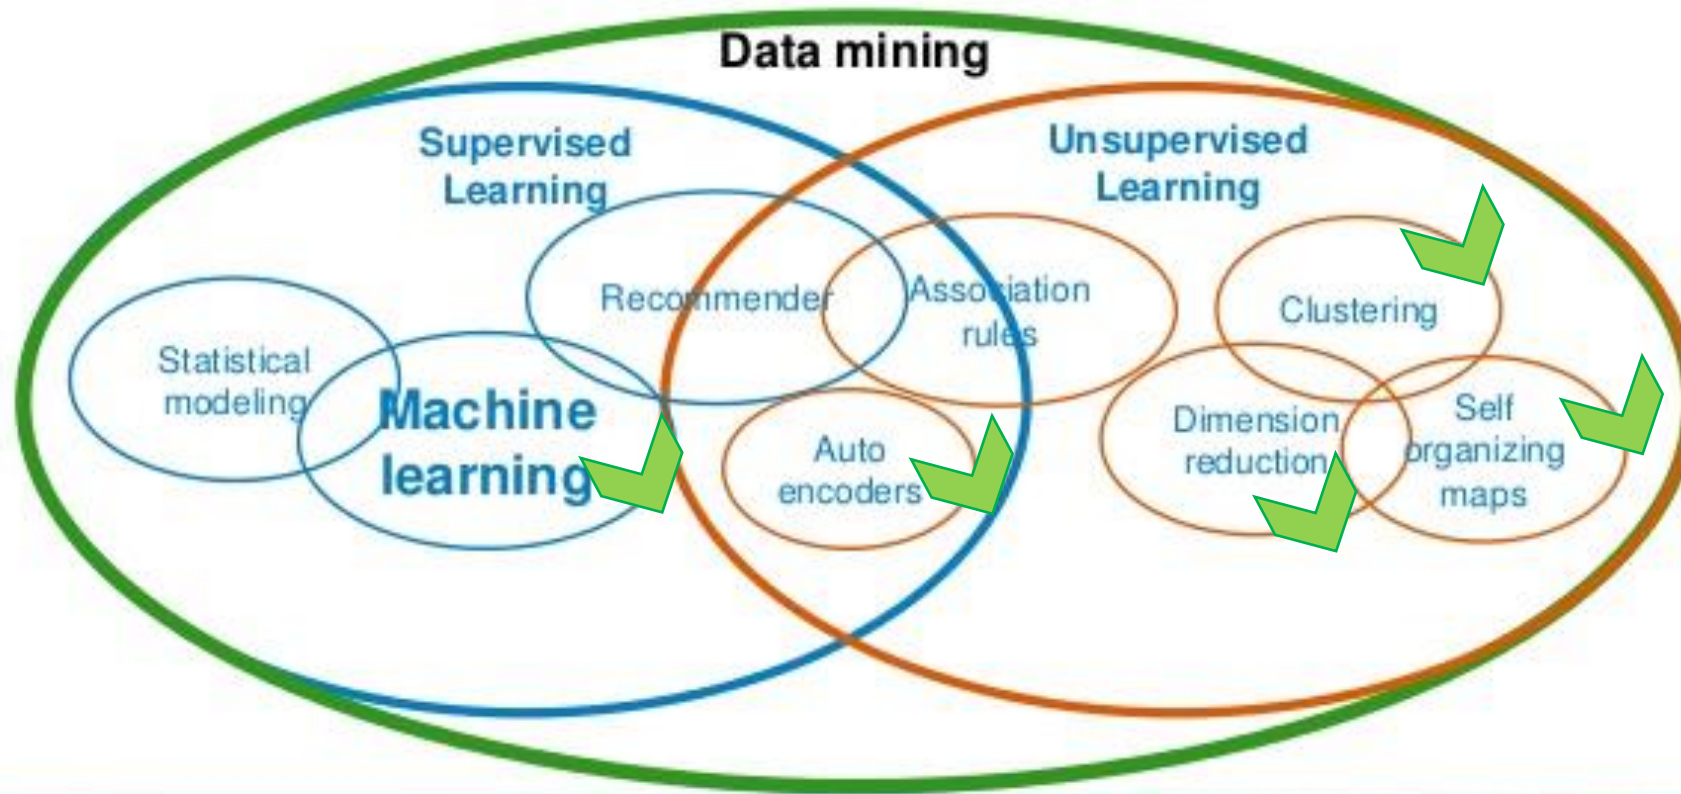 Data mining
Supervised
Learning
Unsupervised
Learning
Recommender
Association
rules
Clustering
Statistical
modeling
Machine
learning
Auto
encoders
Dimension
reduction
Self
organizing
maps